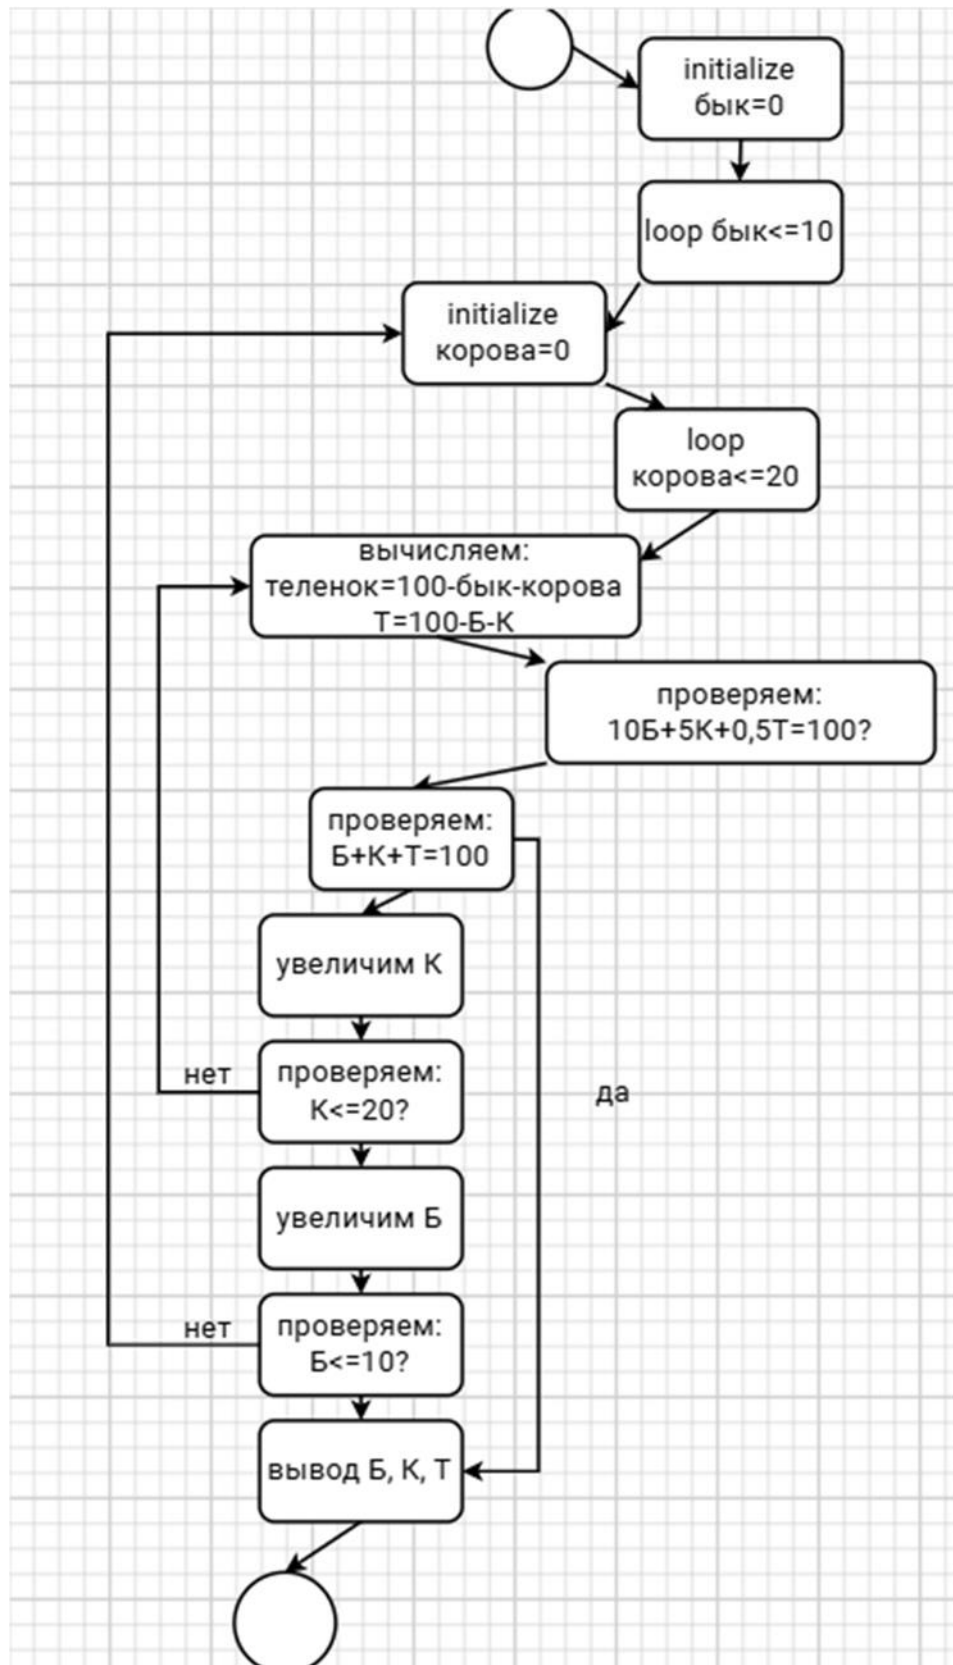 initialize
бык=0
loop бык<=10
initialize
корова=0
loop
корова<=20
вычисляем:
теленок=100-бык-корова
Т=100-Б-К
проверяем:
10Б+5К+0,5Т=100?
проверяем:
Б+К+Т=100
увеличим К
нет
проверяем:
К<=20?
да
увеличим Б
нет
проверяем:
Б<=10?
вывод Б, К, Т